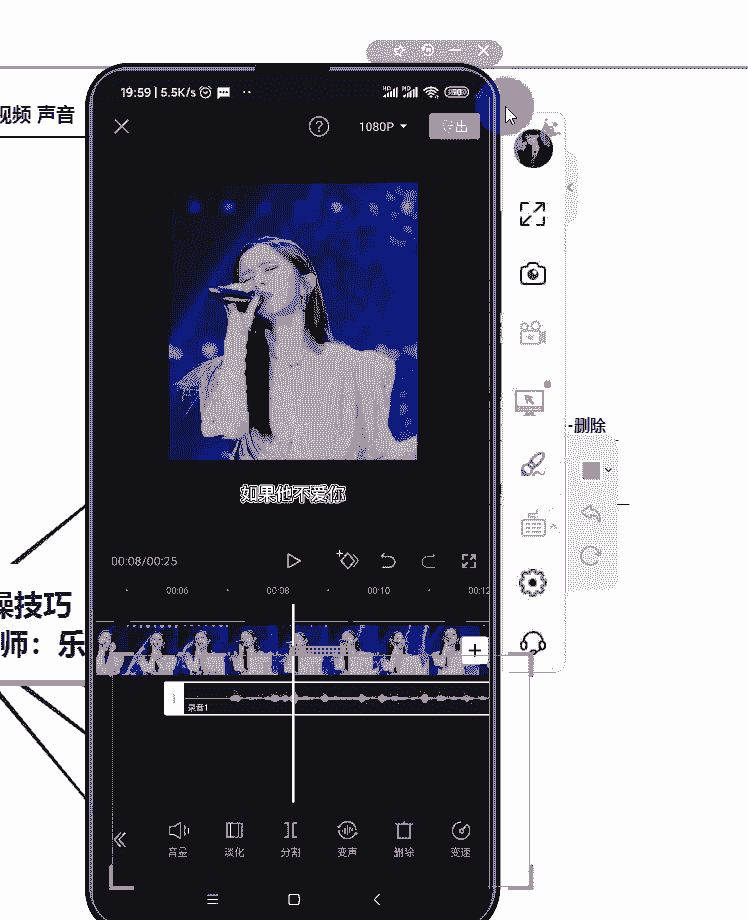 视频 声音
19:59 | 5.5K/s
1080P
导出
如果他不爱你
-删除
00:08/00:25
00:06
00:08
00:10
00:12
操技巧
师：乐
录音1
音量
淡化
分割
变声
删除
变速